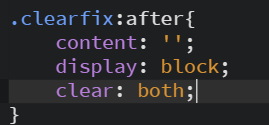 .clearfix:after{
    content: '';
    display: block;
    clear: both;
}